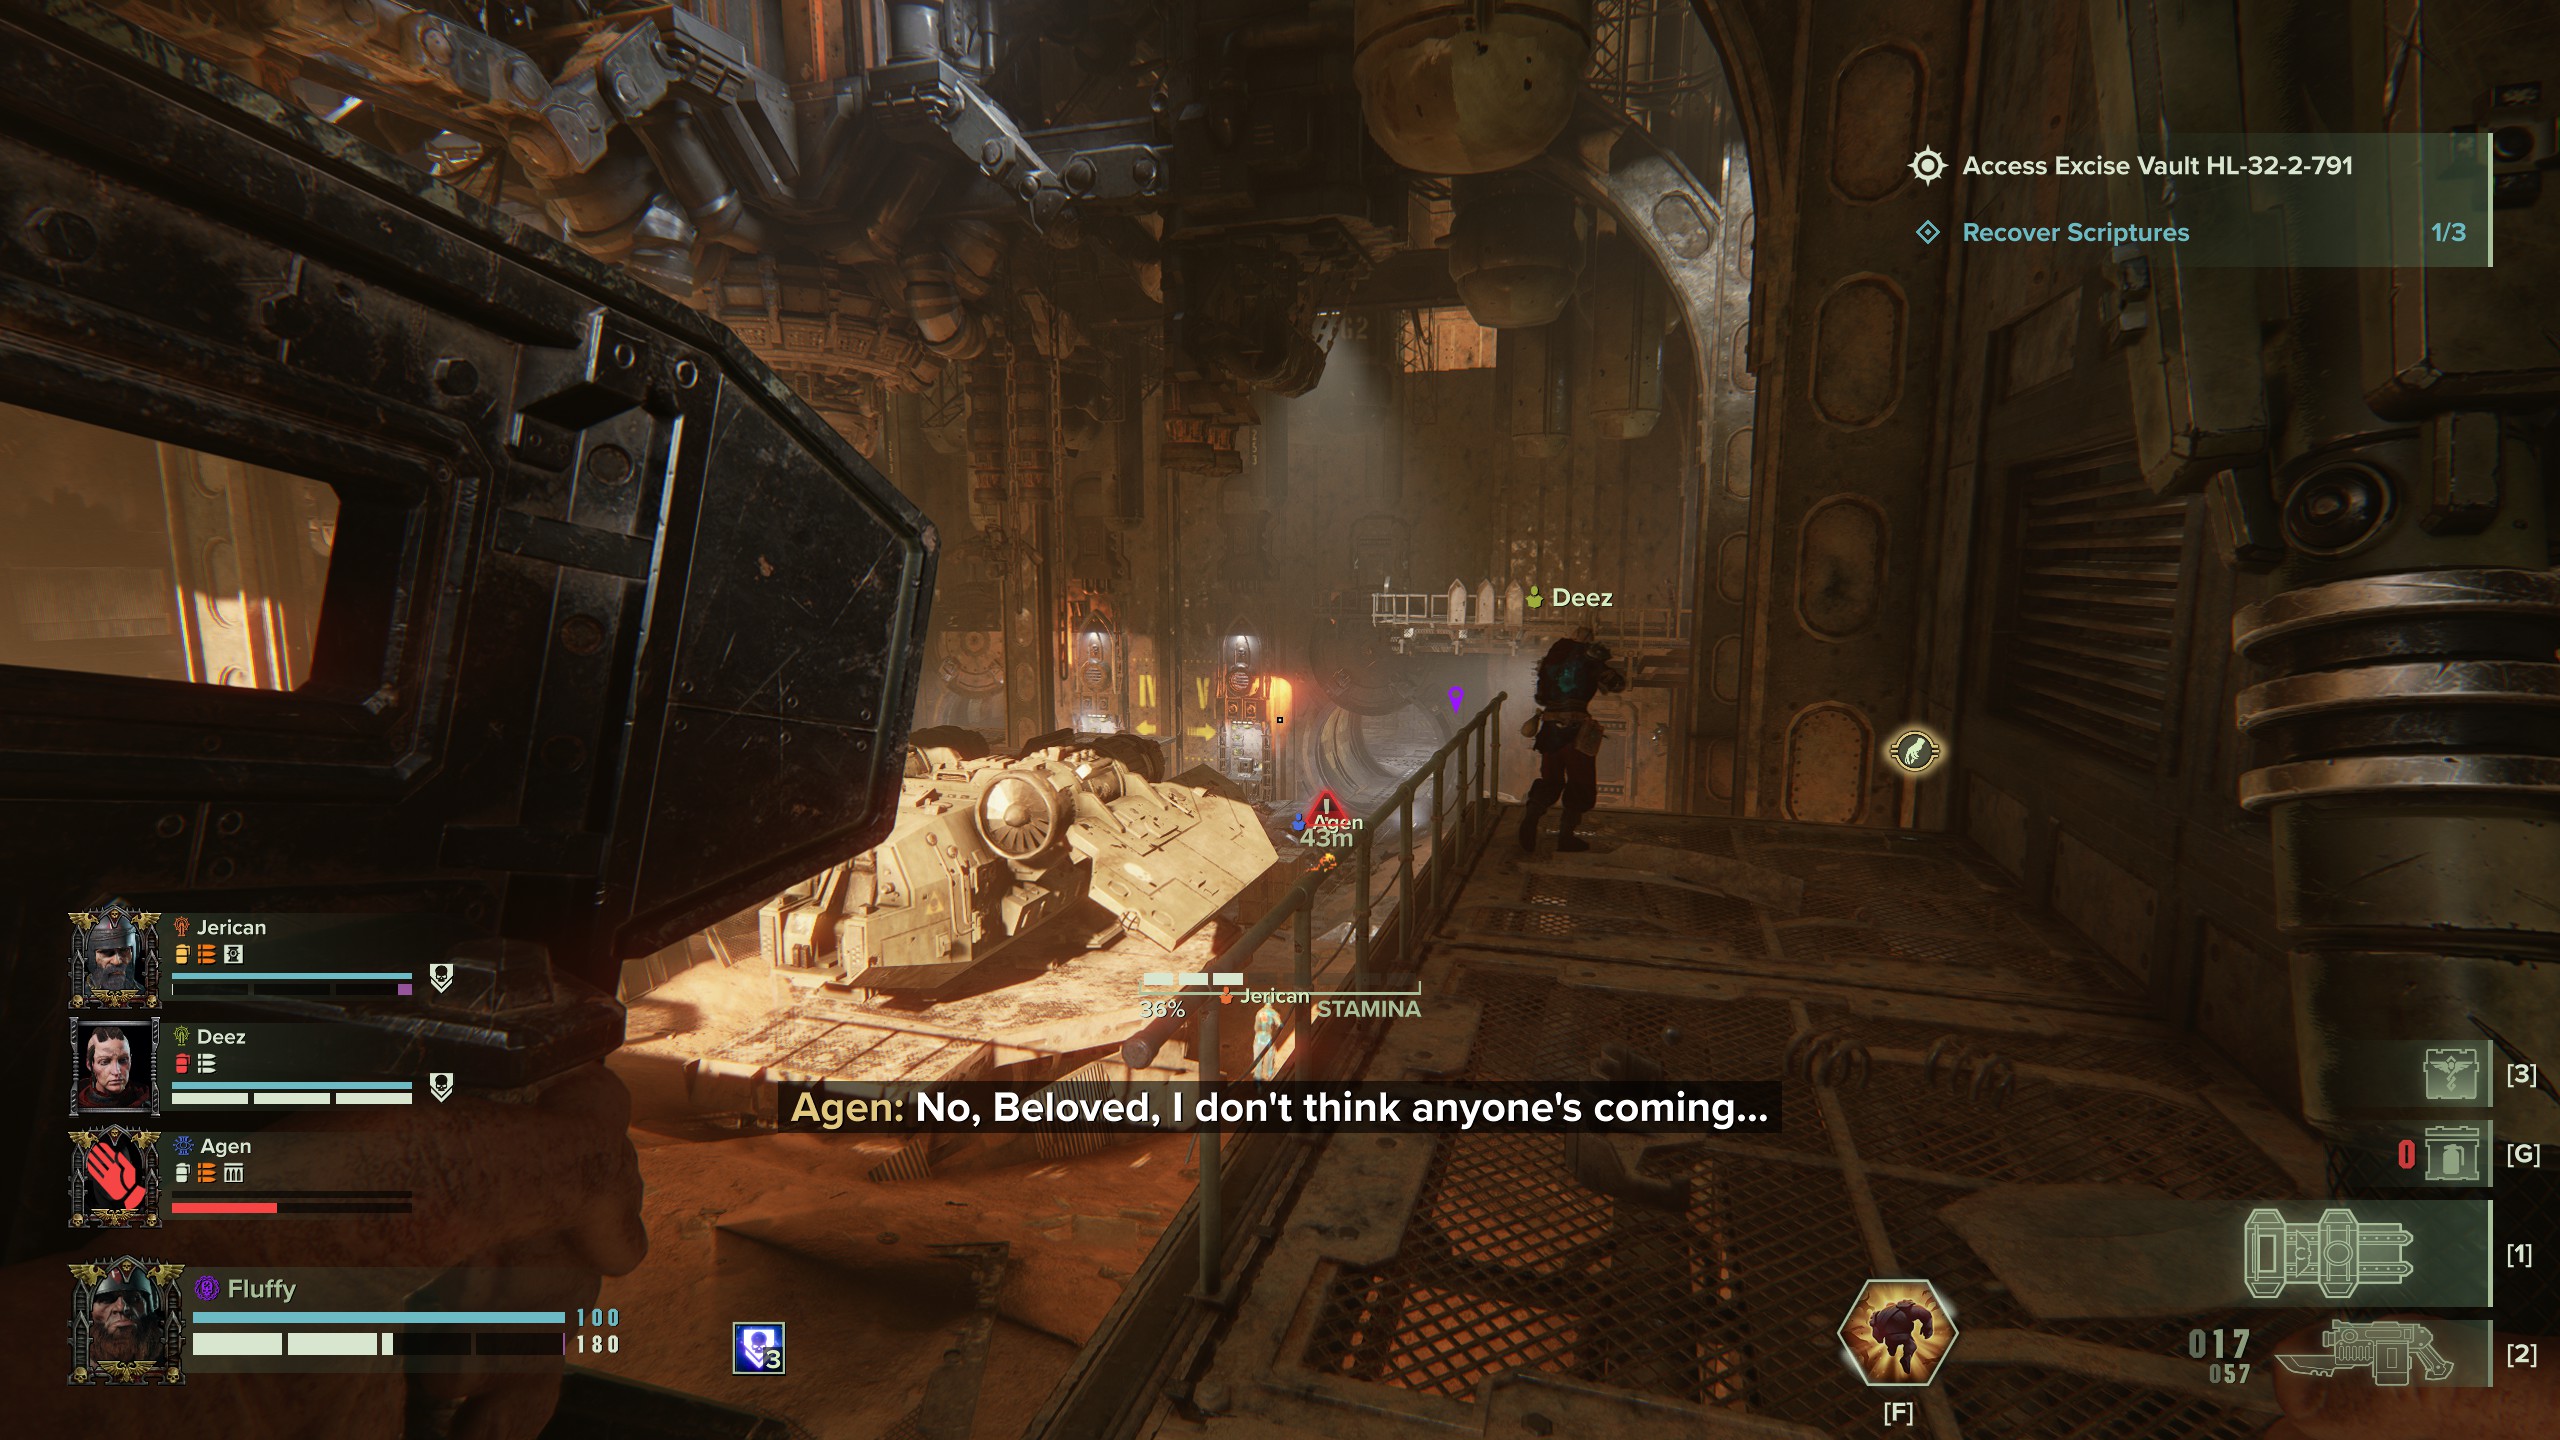 Access Excise Vault HL-32-2-791
Recover Scriptures 1/3
Deez
IV
V
Agen
43m
Jerican
36%
STAMINA
Agen: No, Beloved, I don't think anyone's coming...
Jerican
Deez
Agen
Fluffy
100
180
3
[F]
[3]
0 [G]
[1]
017
057
[2]